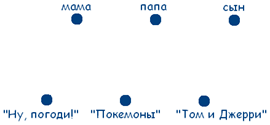 мама папа сын
"Ну, погоди!" "Покемоны" "Том и Джерри"